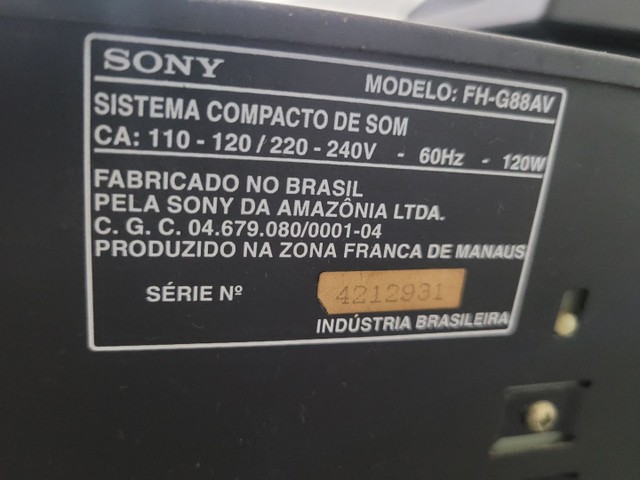 SONY
MODELO: FH-G88AV
SISTEMA COMPACTO DE SOM
CA: 110 - 120 / 220 - 240V - 60Hz - 120W
FABRICADO NO BRASIL
PELA SONY DA AMAZÔNIA LTDA.
C. G. C. 04.679.080/0001-04
PRODUZIDO NA ZONA FRANCA DE MANAUS
SÉRIE Nº 4212931
INDÚSTRIA BRASILEIRA